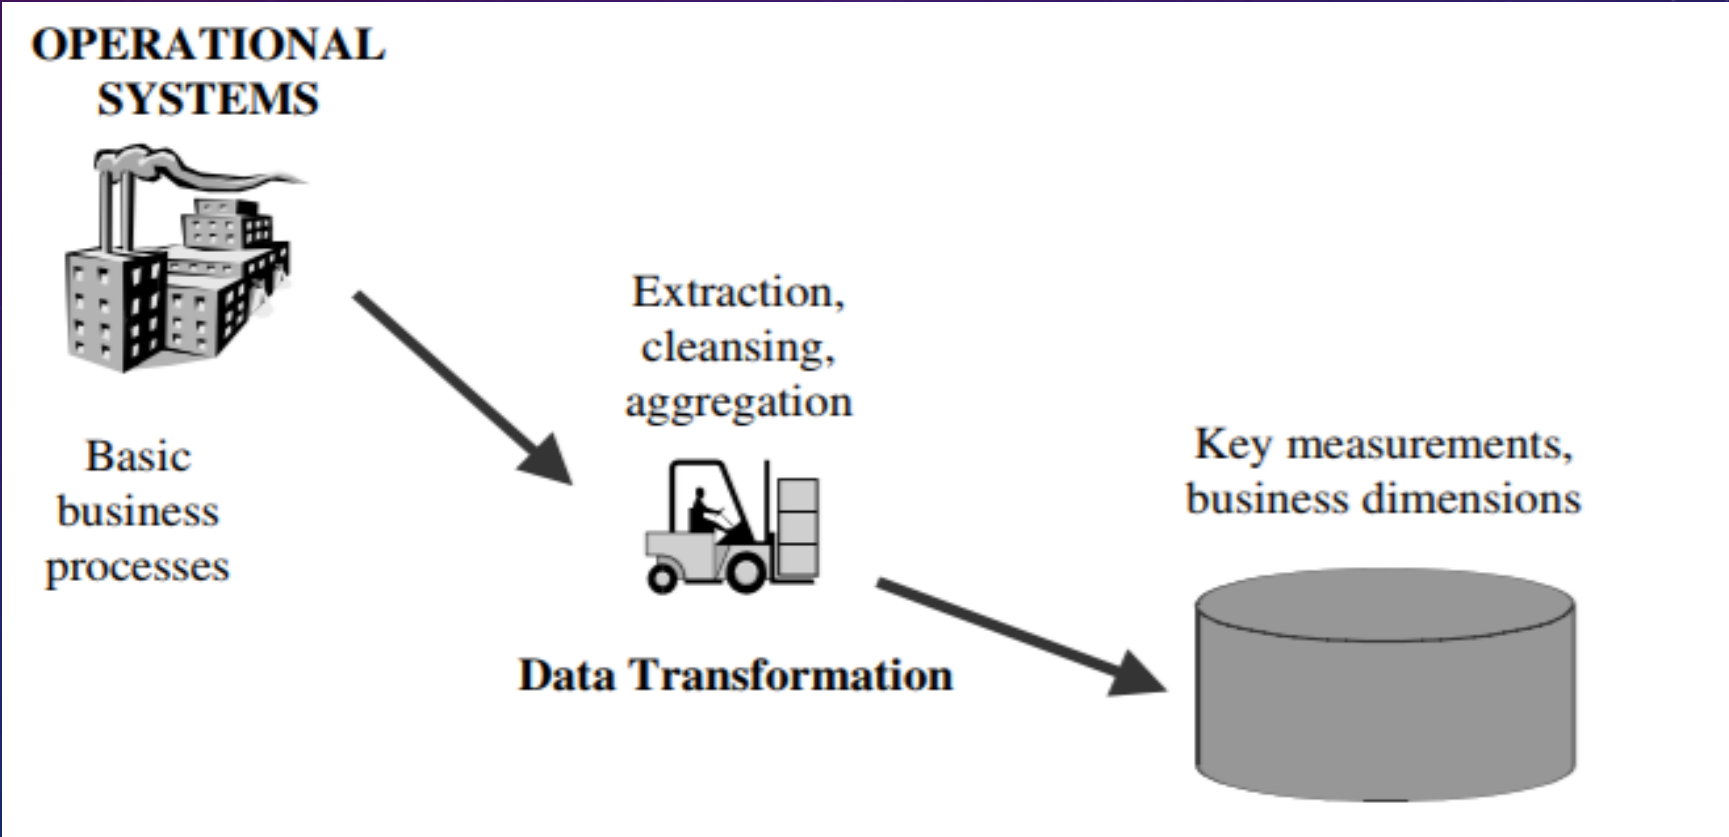 OPERATIONAL
SYSTEMS
Basic
business
processes
Extraction,
cleansing,
aggregation
Data Transformation
Key measurements,
business dimensions